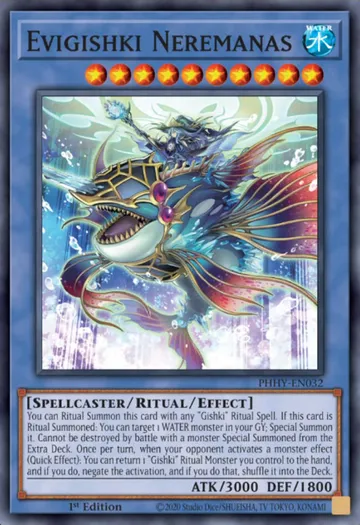 Evigishki Neremanas
WATER
水
PHHY-EN032
[Spellcaster/Ritual/Effect]
You can Ritual Summon this card with any "Gishki" Ritual Spell. If this card is
Ritual Summoned: You can target 1 WATER monster in your GY; Special Summon
it. Cannot be destroyed by battle with a monster Special Summoned from the
Extra Deck. Once per turn, when your opponent activates a monster effect
(Quick Effect): You can return 1 "Gishki" Ritual Monster you control to the hand,
and if you do, negate the activation, and if you do that, shuffle it into the Deck.
ATK/3000 DEF/1800
1st Edition
©2020 Studio Dice/SHUEISHA, TV TOKYO, KONAMI